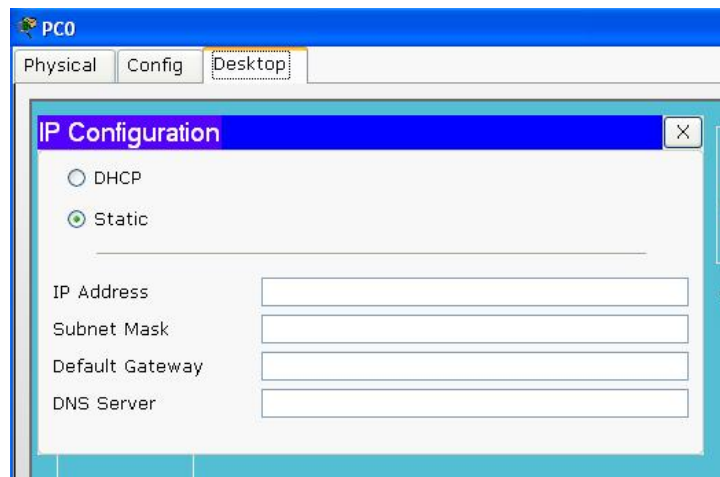 PC0
Physical Config Desktop
IP Configuration X
DHCP
Static
IP Address
Subnet Mask
Default Gateway
DNS Server